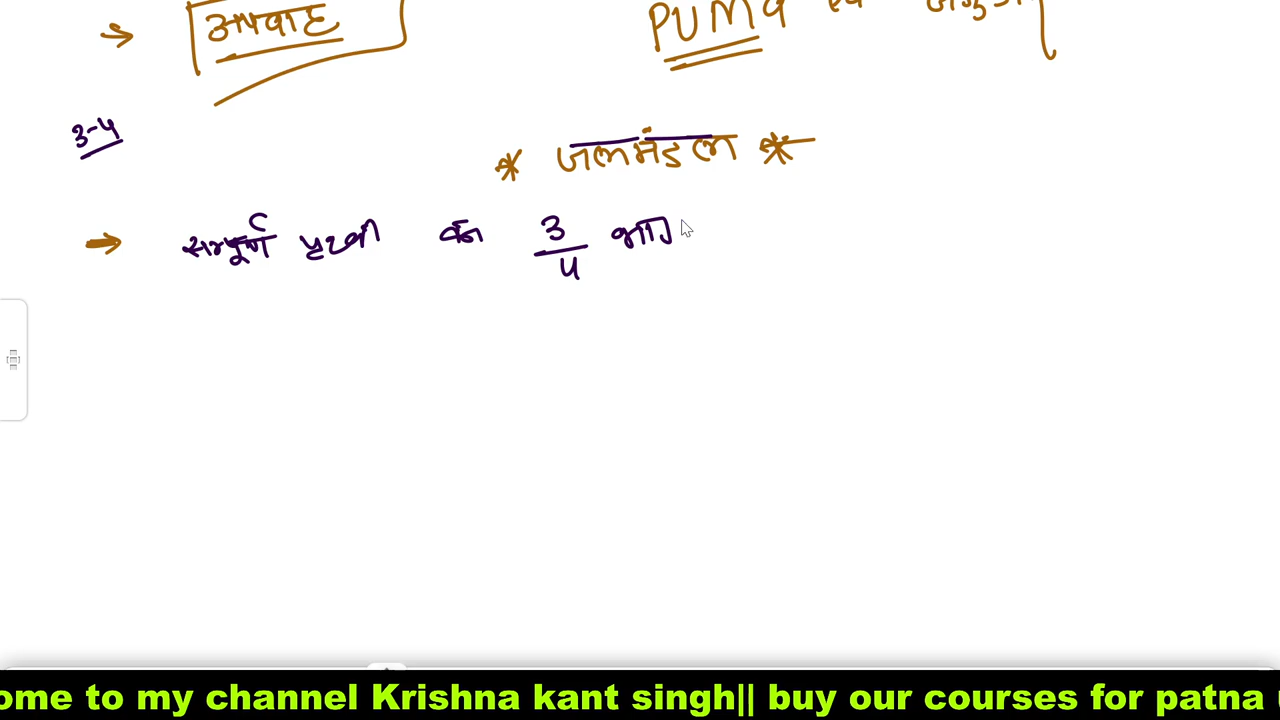 → अपवाह PUMA
3-4
* जलमंडल *
→ सम्पूर्ण पृथ्वी का 3/4 भाग
ome to my channel Krishna kant singh|| buy our courses for patna